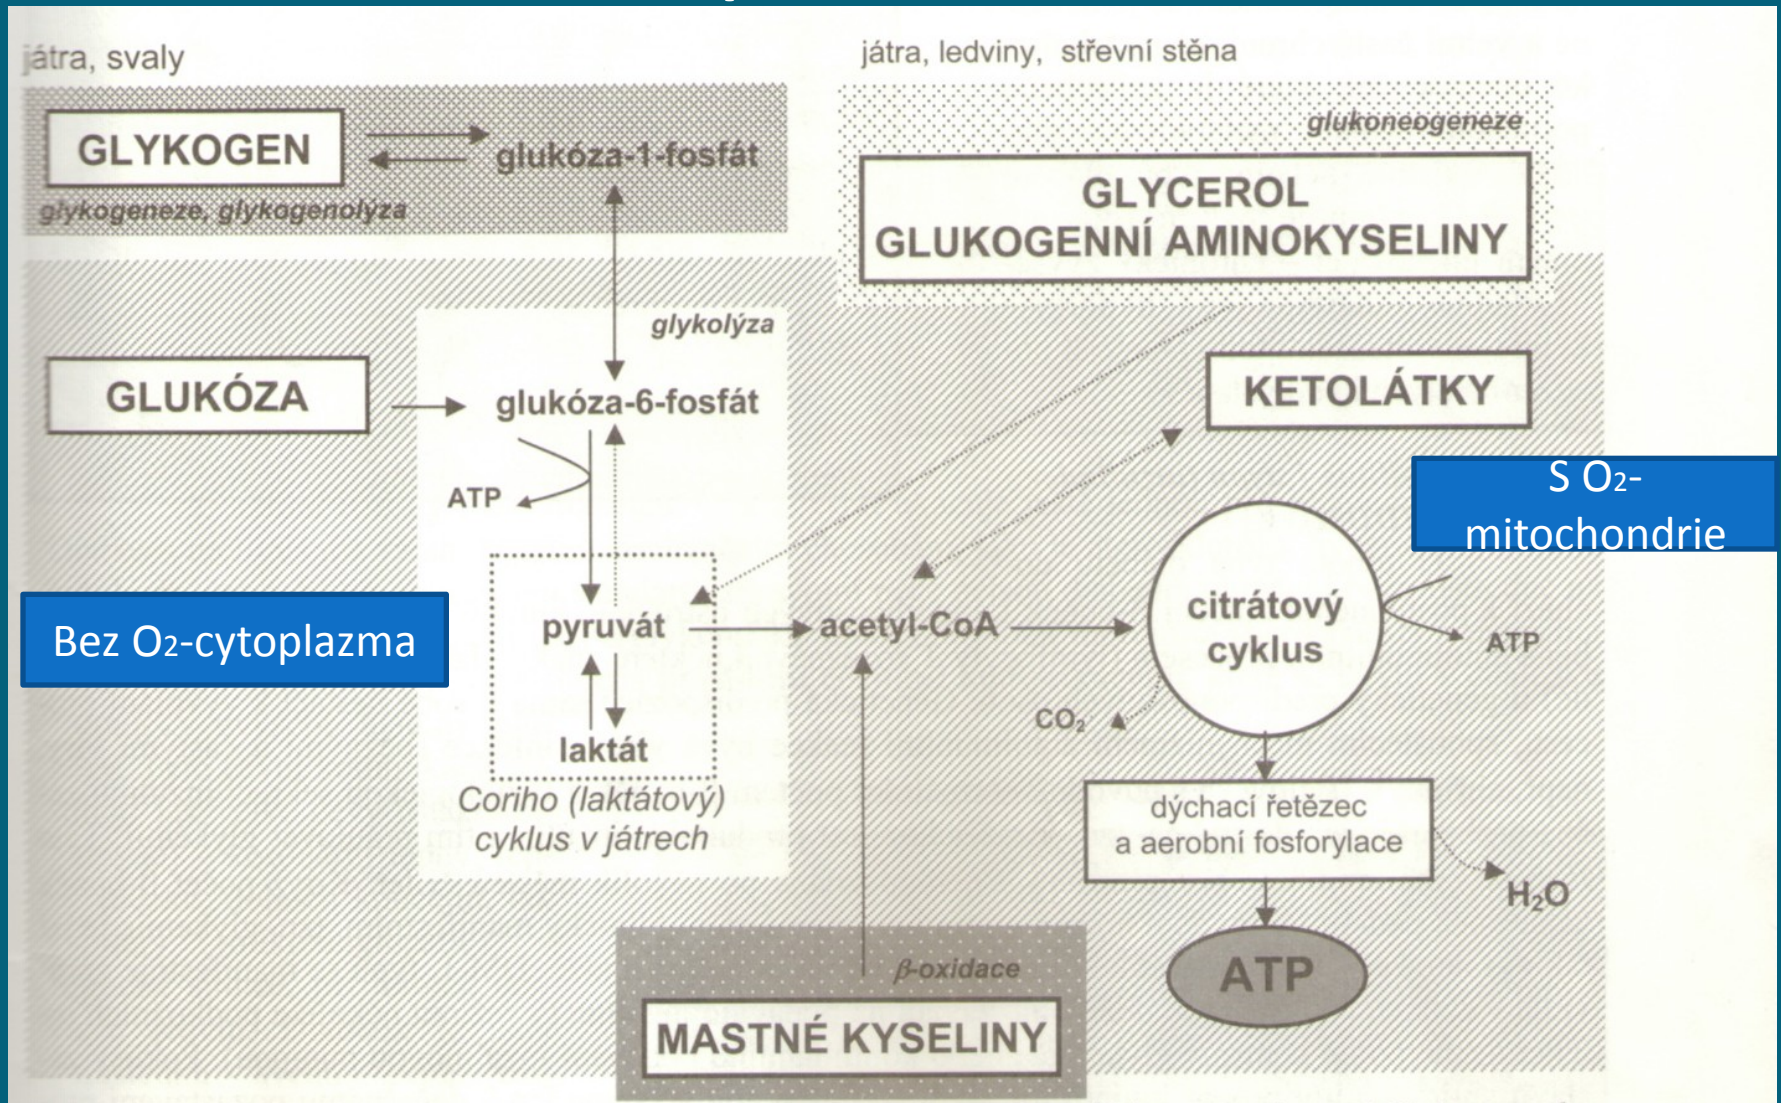 játra, svaly
játra, ledviny, střevní stěna
GLYKOGEN
glukóza-1-fosfát
glykogeneze, glykogenolýza
glukoneogeneze
GLYCEROL
GLUKOGENNÍ AMINOKYSELINY
glykolýza
GLUKÓZA
glukóza-6-fosfát
KETOLÁTKY
ATP
S O2-
mitochondrie
Bez O2-cytoplazma
pyruvát
acetyl-CoA
citrátový
cyklus
ATP
laktát
CO2
Coriho (laktátový)
cyklus v játrech
dýchací řetězec
a aerobní fosforylace
H2O
β-oxidace
ATP
MASTNÉ KYSELINY